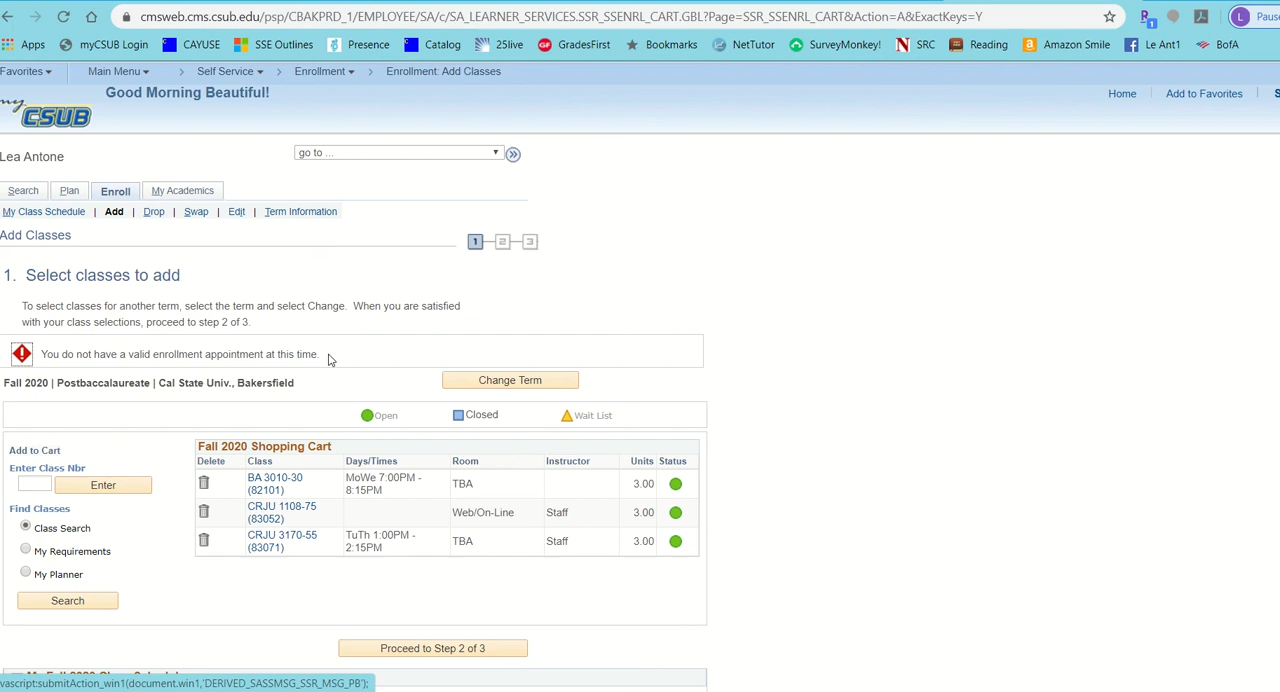 cmsweb.cms.csub.edu/psp/CBAKPRD_1/EMPLOYEE/SA/c/SA_LEARNER_SERVICES.SSR_SSENRL_CART.GBL?Page=SSR_SSENRL_CART&Action=A&ExactKeys=Y
1 L Pause
Apps myCSUB Login CAYUSE SSE Outlines Presence Catalog 25live GF GradesFirst Bookmarks NetTutor SurveyMonkey! SRC Reading Amazon Smile Le Ant1 BofA
Favorites Main Menu > Self Service > Enrollment > Enrollment: Add Classes
Good Morning Beautiful!
Home Add to Favorites S
my CSUB
Lea Antone
go to ...
Search Plan Enroll My Academics
My Class Schedule | Add | Drop | Swap | Edit | Term Information
Add Classes
1 2 3
1. Select classes to add
To select classes for another term, select the term and select Change. When you are satisfied
with your class selections, proceed to step 2 of 3.
You do not have a valid enrollment appointment at this time.
Fall 2020 | Postbaccalaureate | Cal State Univ., Bakersfield
Change Term
Open Closed Wait List
Add to Cart
Enter Class Nbr
Enter
Find Classes
Class Search
My Requirements
My Planner
Search
Fall 2020 Shopping Cart
Delete Class Days/Times Room Instructor Units Status
BA 3010-30 (82101) MoWe 7:00PM - 8:15PM TBA 3.00
CRJU 1108-75 (83052) Web/On-Line Staff 3.00
CRJU 3170-55 (83071) TuTh 1:00PM - 2:15PM TBA Staff 3.00
Proceed to Step 2 of 3
My Fall 2020 Class Schedule
vascript:submitAction_win1(document.win1,'DERIVED_SASSMSG_SSR_MSG_PB');